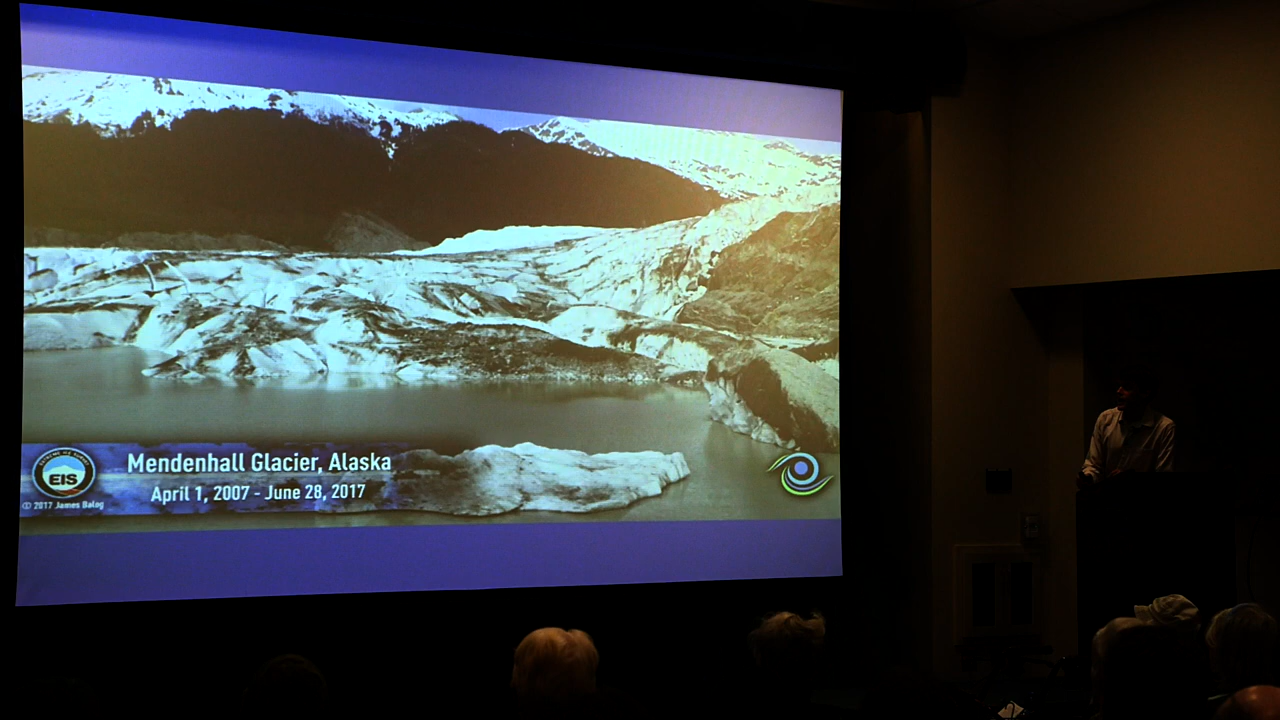 Mendenhall Glacier, Alaska
April 1, 2007 - June 28, 2017
EIS
© 2017 James Balog